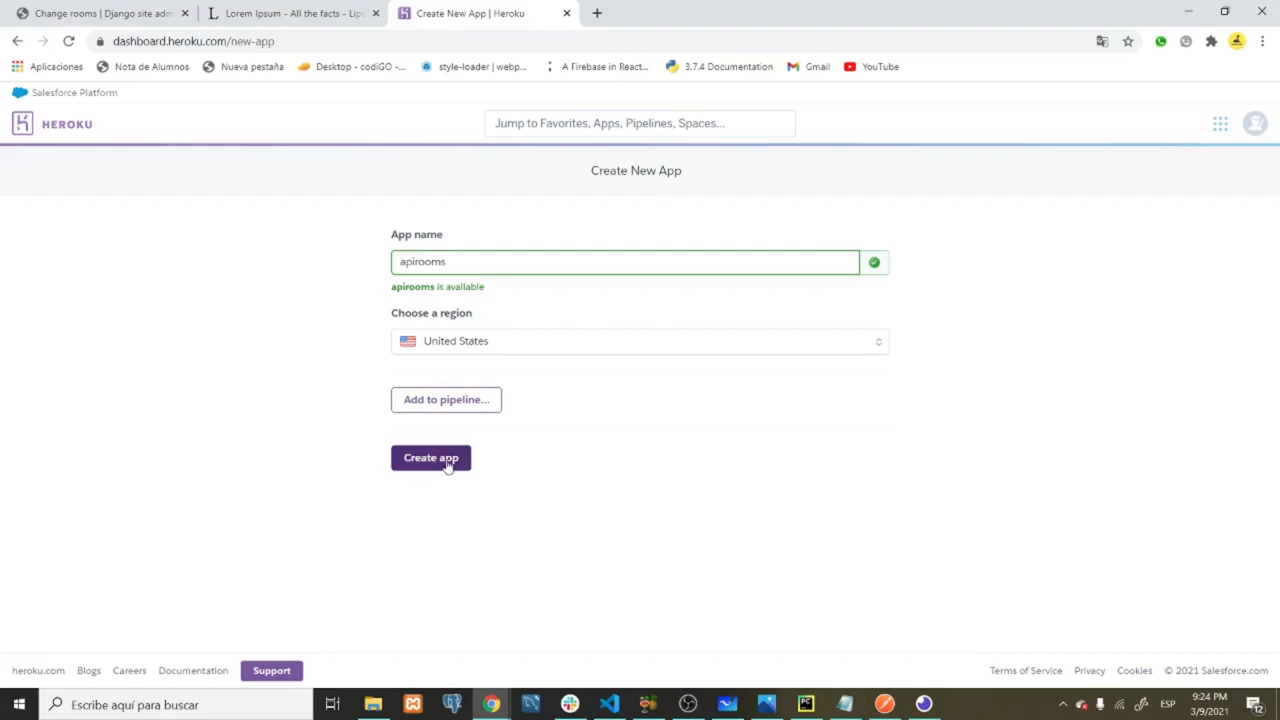 Change rooms | Django site adm
Lorem Ipsum - All the facts - Lips
Create New App | Heroku
dashboard.heroku.com/new-app
Aplicaciones
Nota de Alumnos
Nueva pestaña
Desktop - codiGO -...
style-loader | webp...
A Firebase in React...
3.7.4 Documentation
Gmail
YouTube
Salesforce Platform
HEROKU
Jump to Favorites, Apps, Pipelines, Spaces...
Create New App
App name
apirooms
apirooms is available
Choose a region
United States
Add to pipeline...
Create app
heroku.com
Blogs
Careers
Documentation
Support
Terms of Service
Privacy
Cookies
© 2021 Salesforce.com
Escribe aquí para buscar
ESP
9:24 PM
3/9/2021
12